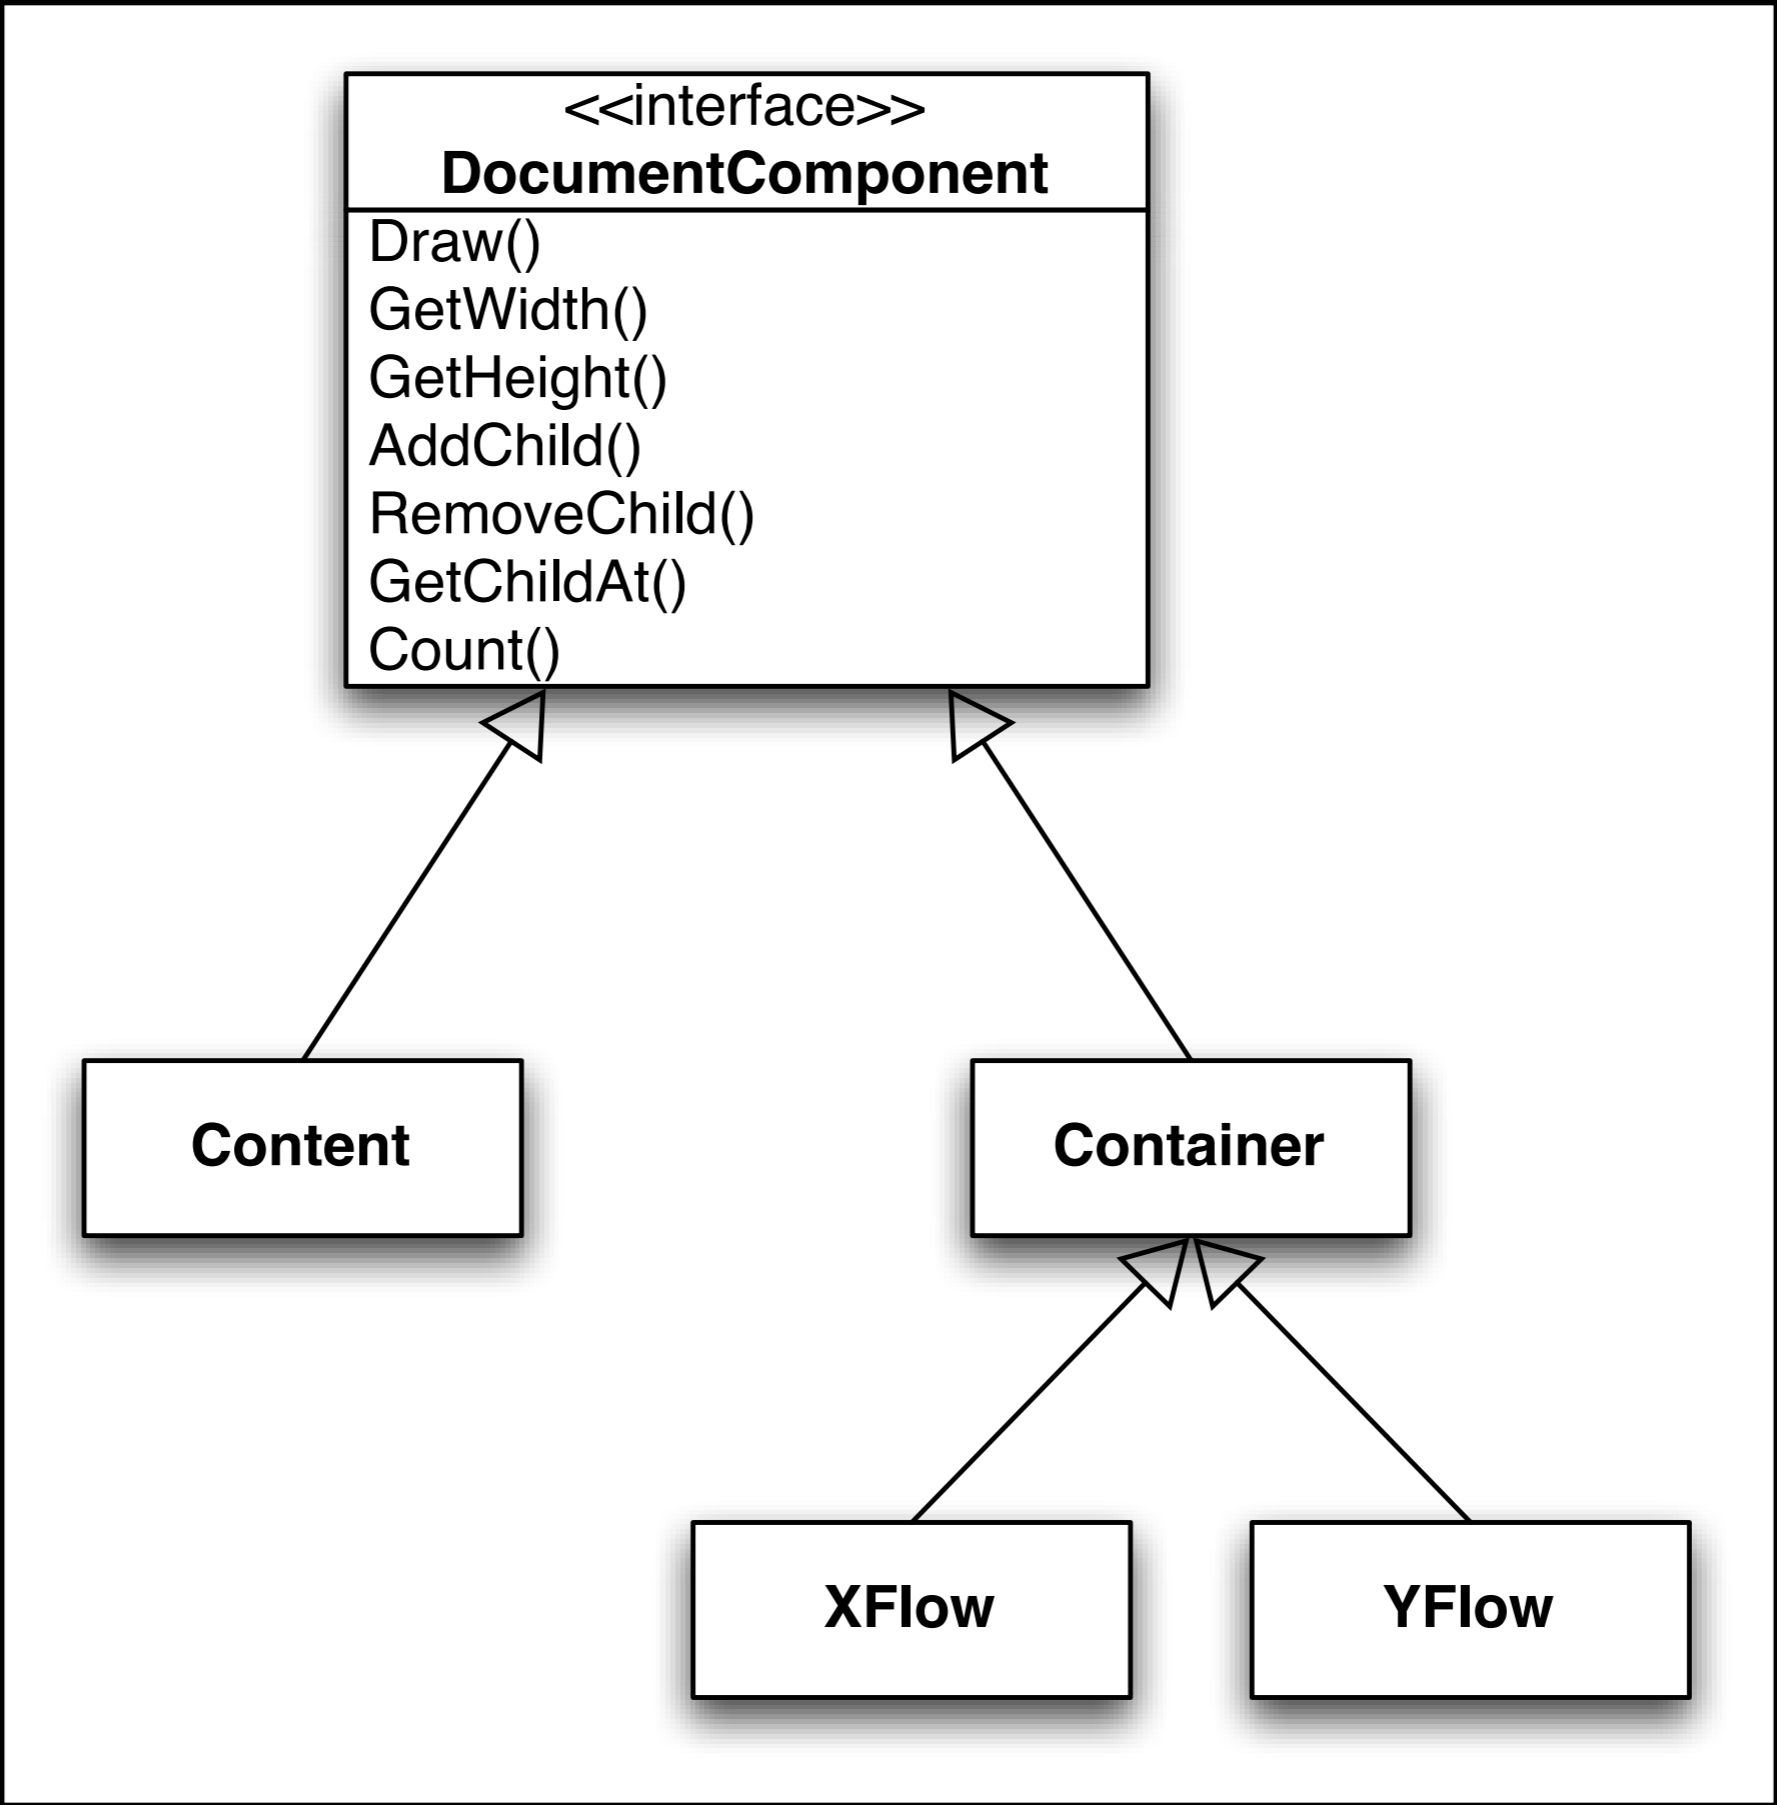 <<interface>>
DocumentComponent
Draw()
GetWidth()
GetHeight()
AddChild()
RemoveChild()
GetChildAt()
Count()
Content
Container
XFlow
YFlow